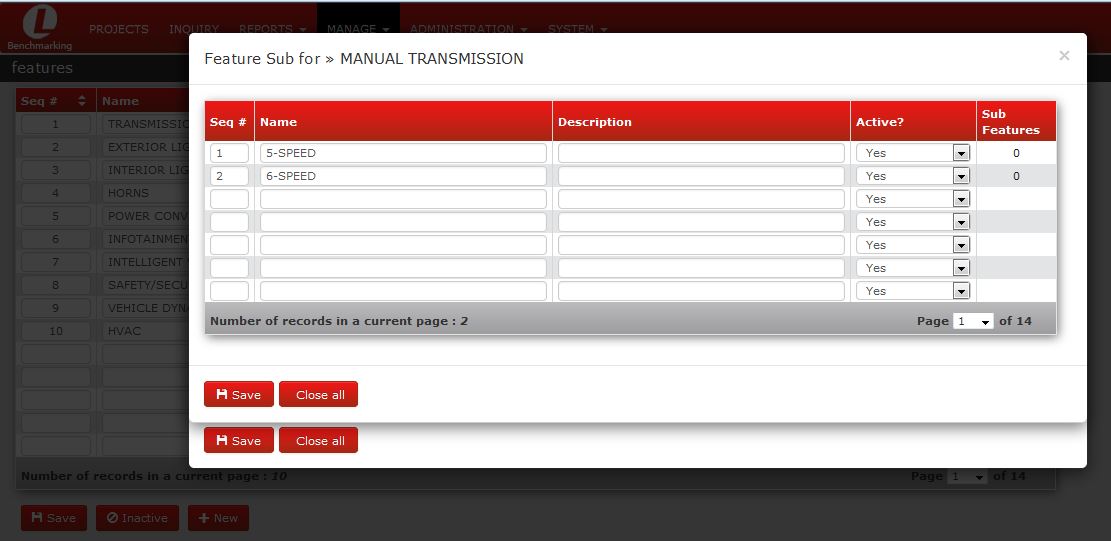 Benchmarking
PROJECTS INQUIRY REPORTS MANAGE ADMINISTRATION SYSTEM
features
Seq # Name
1 TRANSMISSIO
2 EXTERIOR LIG
3 INTERIOR LIG
4 HORNS
5 POWER CONV
6 INFOTAINMEN
7 INTELLIGENT
8 SAFETY/SECU
9 VEHICLE DYN
10 HVAC
Number of records in a current page : 10 Page 1 of 14
Save Inactive New
Feature Sub for » MANUAL TRANSMISSION ×
Seq # Name Description Active? Sub Features
1 5-SPEED Yes 0
2 6-SPEED Yes 0
Yes
Yes
Yes
Yes
Yes
Number of records in a current page : 2 Page 1 of 14
Save Close all
Save Close all